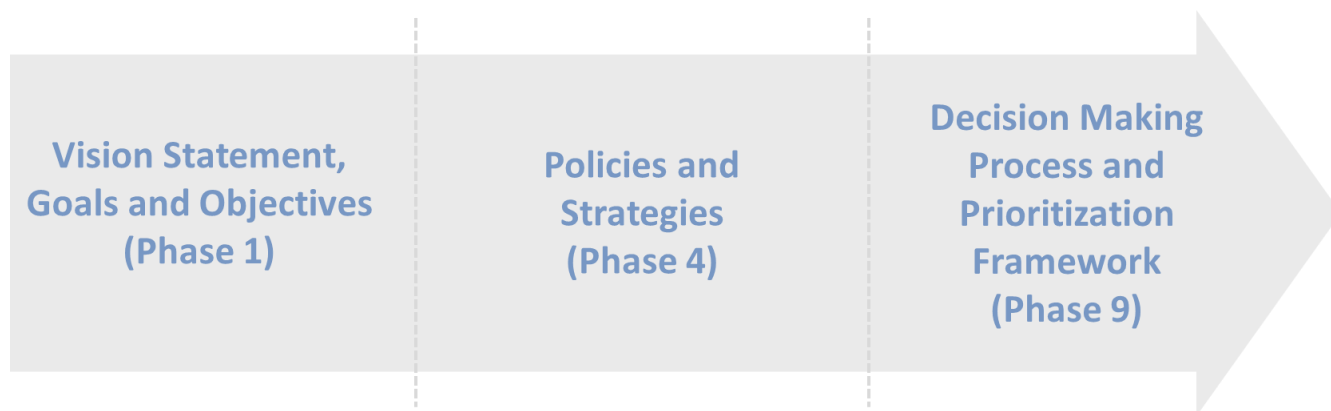 Vision Statement,
Goals and Objectives
(Phase 1)
Policies and
Strategies
(Phase 4)
Decision Making
Process and
Prioritization
Framework
(Phase 9)